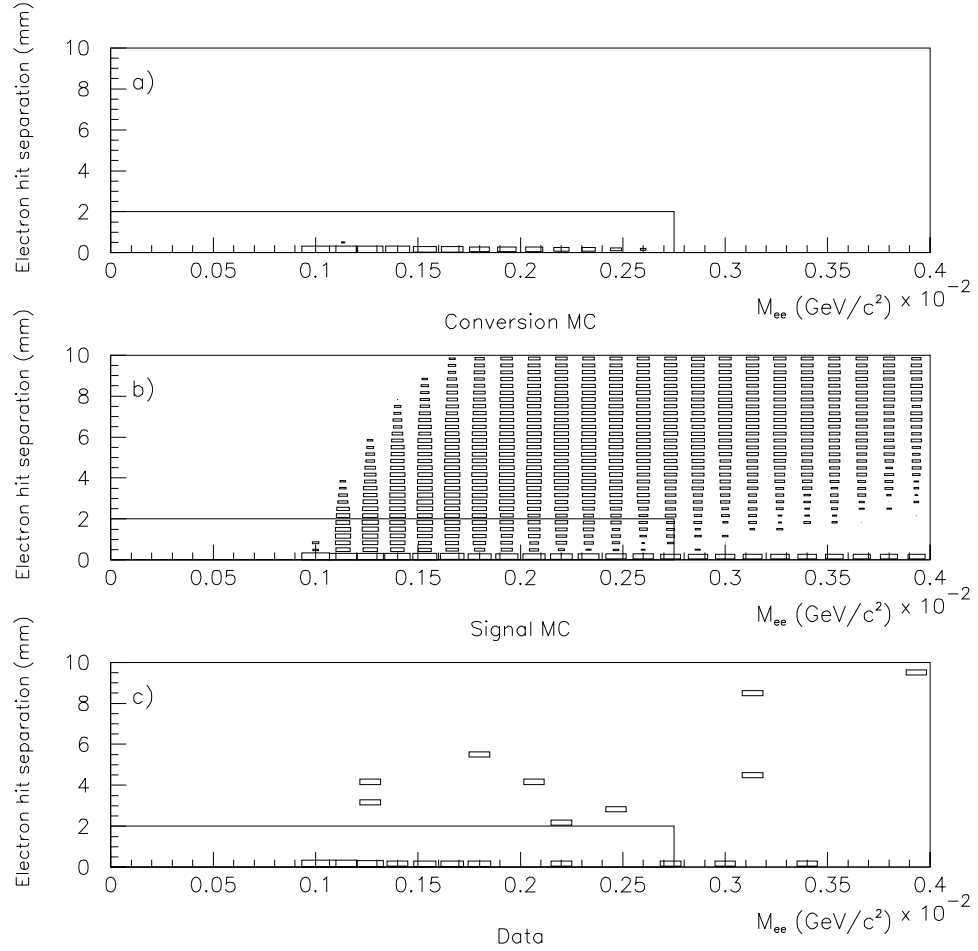 Electron hit separation (mm)
10
8
6
4
2
0
a)
0 0.05 0.1 0.15 0.2 0.25 0.3 0.35 0.4
× 10⁻²
Mₑₑ (GeV/c²)
Conversion MC
Electron hit separation (mm)
10
8
6
4
2
0
b)
0 0.05 0.1 0.15 0.2 0.25 0.3 0.35 0.4
× 10⁻²
Mₑₑ (GeV/c²)
Signal MC
Electron hit separation (mm)
10
8
6
4
2
0
c)
0 0.05 0.1 0.15 0.2 0.25 0.3 0.35 0.4
× 10⁻²
Mₑₑ (GeV/c²)
Data